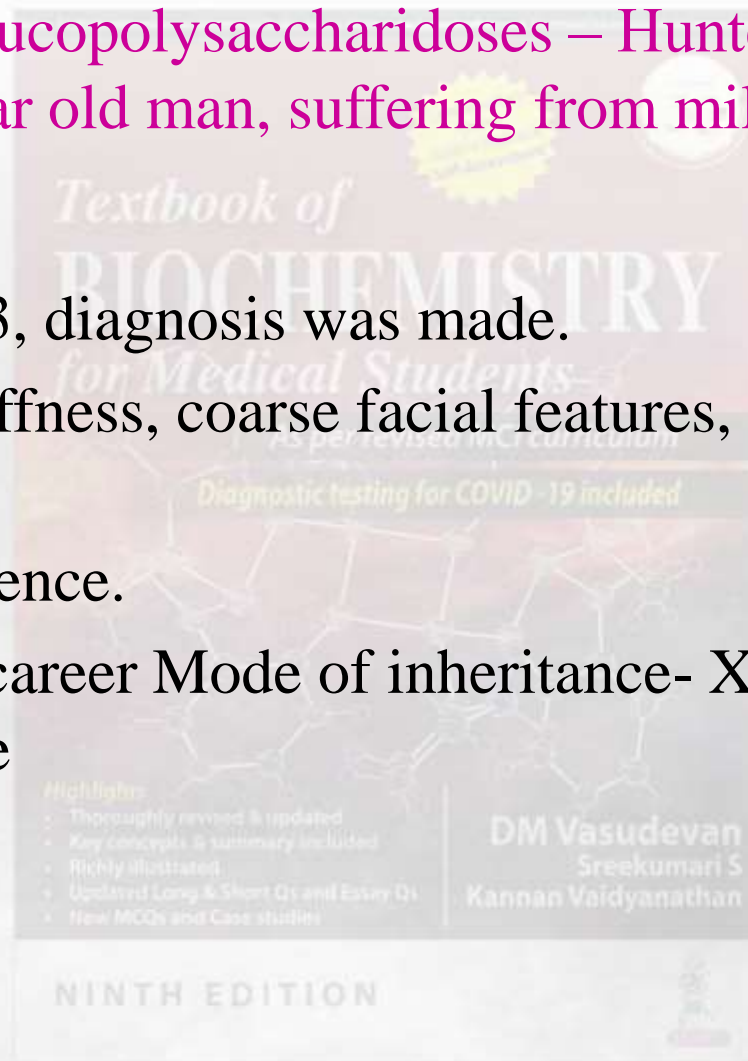 ucopolysaccharidoses – Hunt
ar old man, suffering from mil
Textbook of
BIOCHEMISTRY
3, diagnosis was made.
for Medical Students
ffness, coarse facial features,
As per revised MCI curriculum
Diagnostic testing for COVID-19 included
ence.
career Mode of inheritance- X
e
Highlights
• Thoroughly revised & updated
• Key concepts & summary included
• Richly illustrated
• Updated Long & Short Qs and Essay Qs
• New MCQs and Case studies
DM Vasudevan
Sreekumari S
Kannan Vaidyanathan
NINTH EDITION